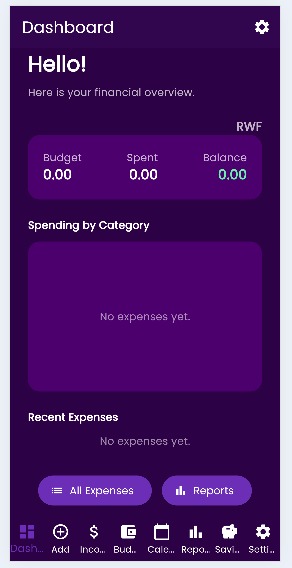 Dashboard
Hello!
Here is your financial overview.
RWF
Budget Spent Balance
0.00 0.00 0.00
Spending by Category
No expenses yet.
Recent Expenses
No expenses yet.
All Expenses Reports
Dash... Add Inco... Bud... Cale... Repo... Savi... Setti...